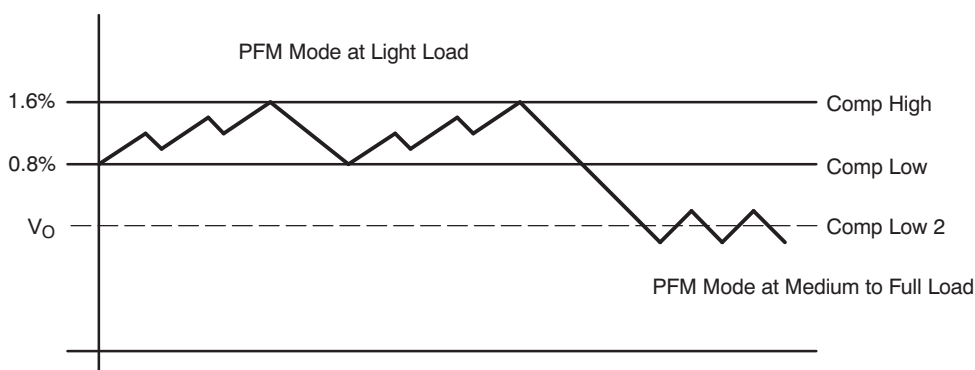 PFM Mode at Light Load
1.6%
Comp High
0.8%
Comp Low
VO
Comp Low 2
PFM Mode at Medium to Full Load